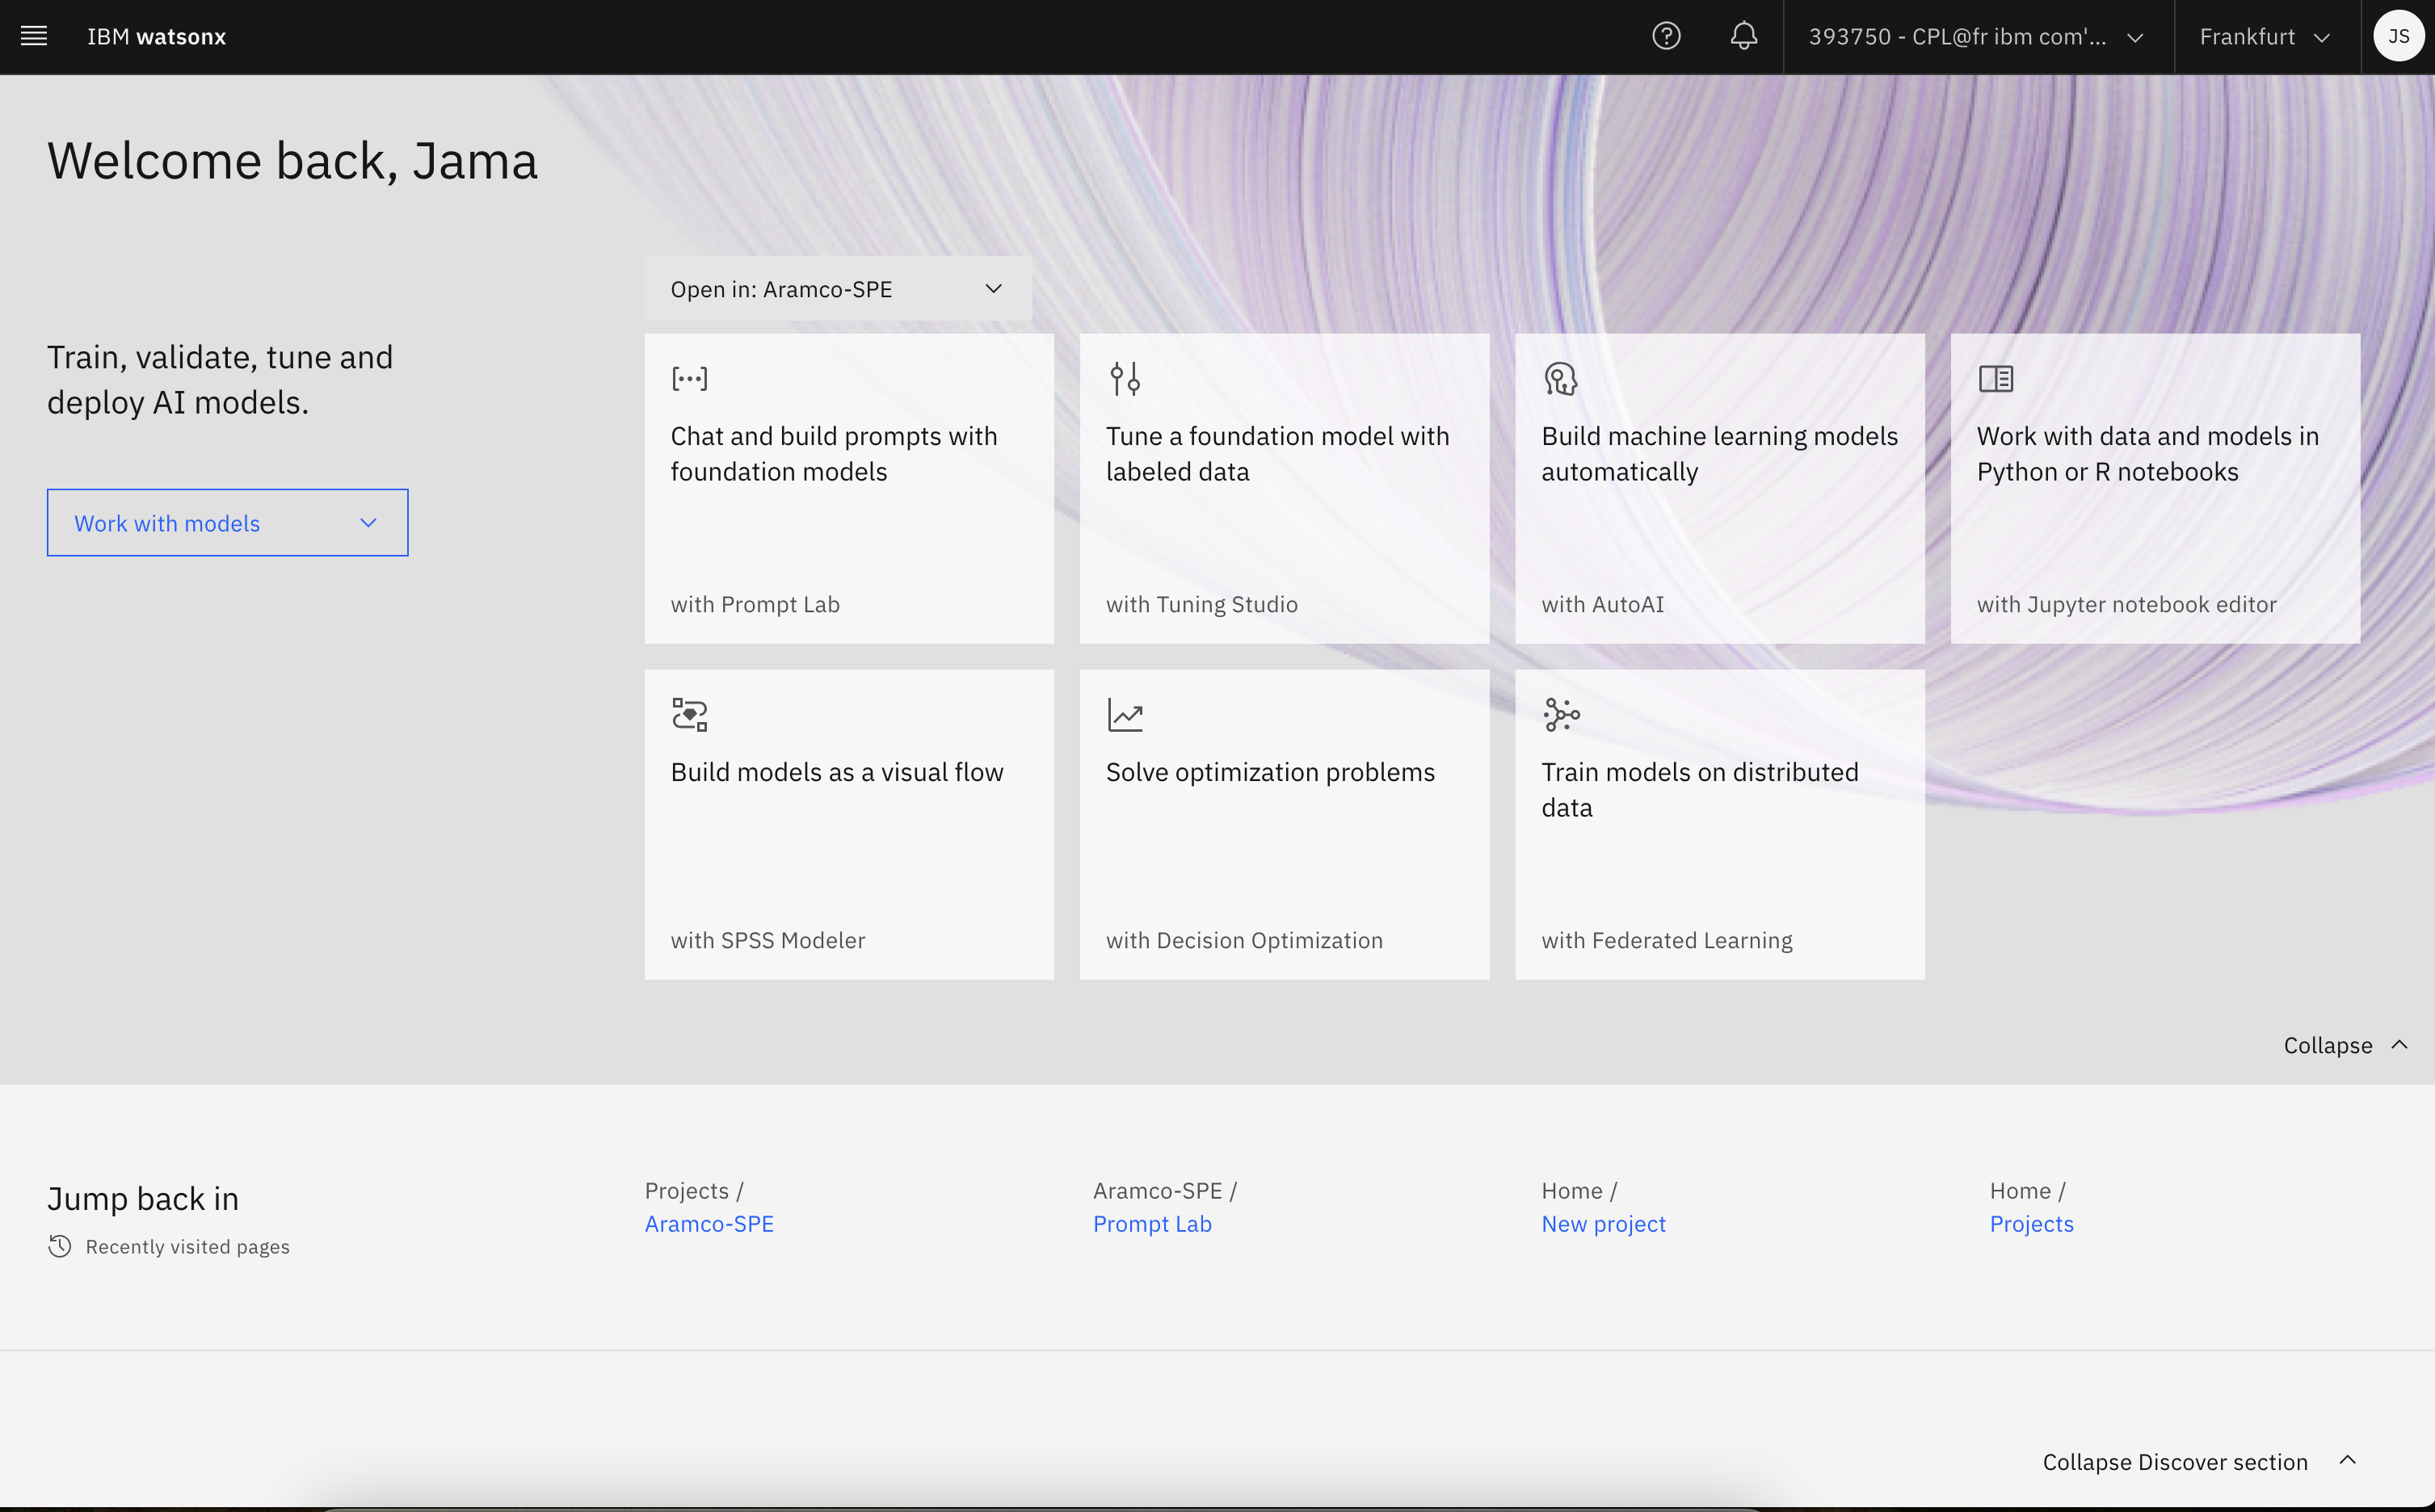 IBM watsonx
393750 - CPL@fr ibm com'...
Frankfurt
JS
Welcome back, Jama
Open in: Aramco-SPE
Train, validate, tune and
deploy AI models.
Work with models
Chat and build prompts with
foundation models
with Prompt Lab
Tune a foundation model with
labeled data
with Tuning Studio
Build machine learning models
automatically
with AutoAI
Work with data and models in
Python or R notebooks
with Jupyter notebook editor
Build models as a visual flow
with SPSS Modeler
Solve optimization problems
with Decision Optimization
Train models on distributed
data
with Federated Learning
Collapse
Jump back in
Recently visited pages
Projects /
Aramco-SPE
Aramco-SPE /
Prompt Lab
Home /
New project
Home /
Projects
Collapse Discover section